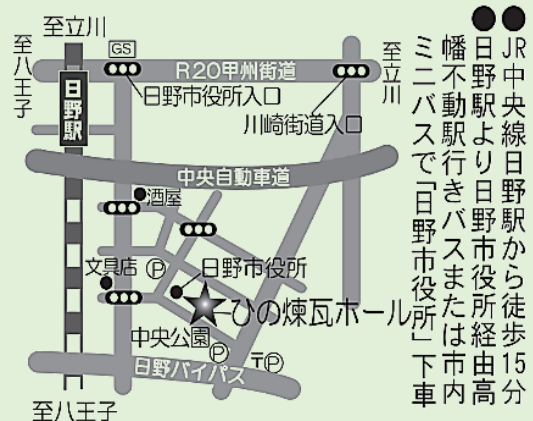 ●JR中央線日野駅から徒歩15分
●日野駅より日野市役所経由高
幡不動駅行きバスまたは市内
ミニバスで「日野市役所」下車
至立川
至八王子
GS
R20甲州街道
至立川
日野市役所入口
川崎街道入口
日野駅
中央自動車道
酒屋
文具店
P
日野市役所
ひの煉瓦ホール
中央公園
P
〒P
日野バイパス
至八王子